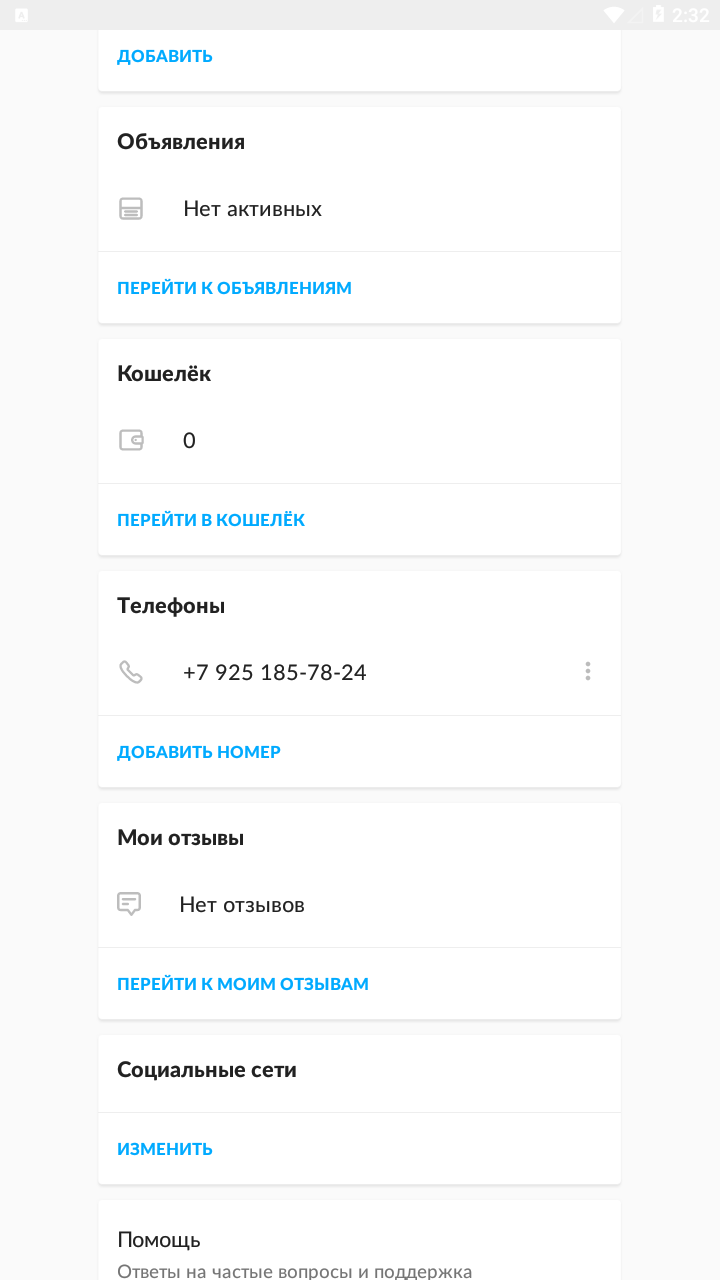 2:32
ДОБАВИТЬ
Объявления
Нет активных
ПЕРЕЙТИ К ОБЪЯВЛЕНИЯМ
Кошелёк
0
ПЕРЕЙТИ В КОШЕЛЁК
Телефоны
+7 925 185-78-24
ДОБАВИТЬ НОМЕР
Мои отзывы
Нет отзывов
ПЕРЕЙТИ К МОИМ ОТЗЫВАМ
Социальные сети
ИЗМЕНИТЬ
Помощь
Ответы на частые вопросы и поддержка